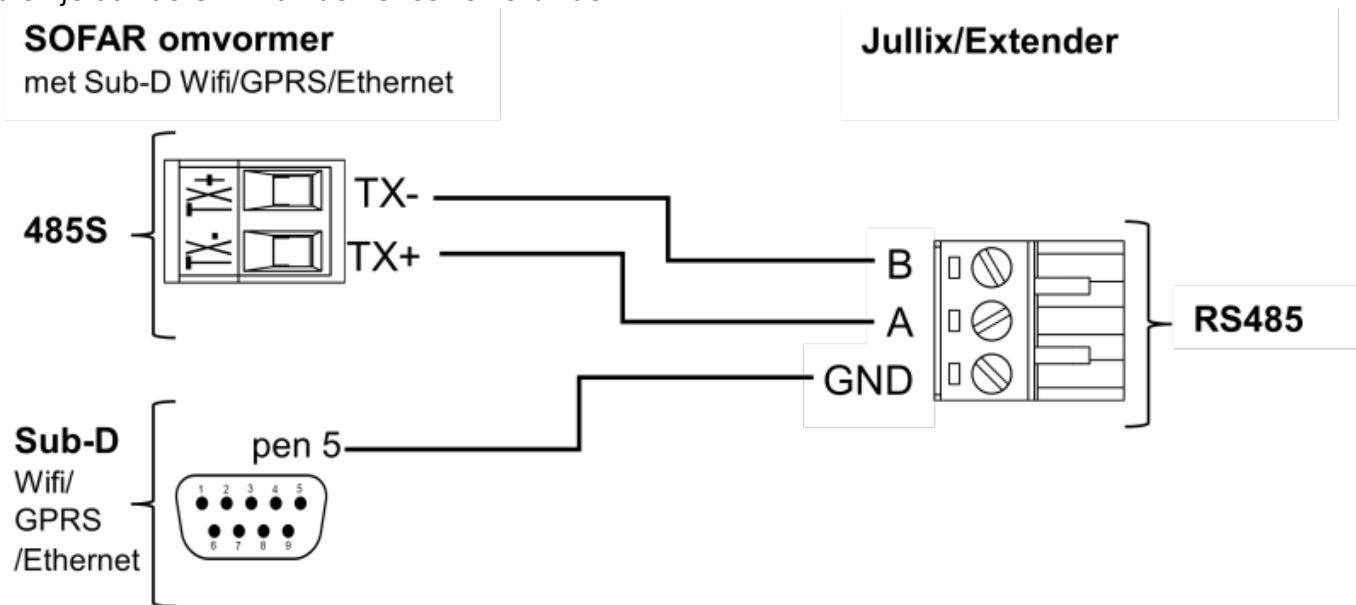 SOFAR omvormer
met Sub-D Wifi/GPRS/Ethernet
Jullix/Extender
485S
TX+
TX-
TX-
TX+
B
A
GND
RS485
Sub-D
Wifi/
GPRS
/Ethernet
pen 5
1 2 3 4 5
6 7 8 9